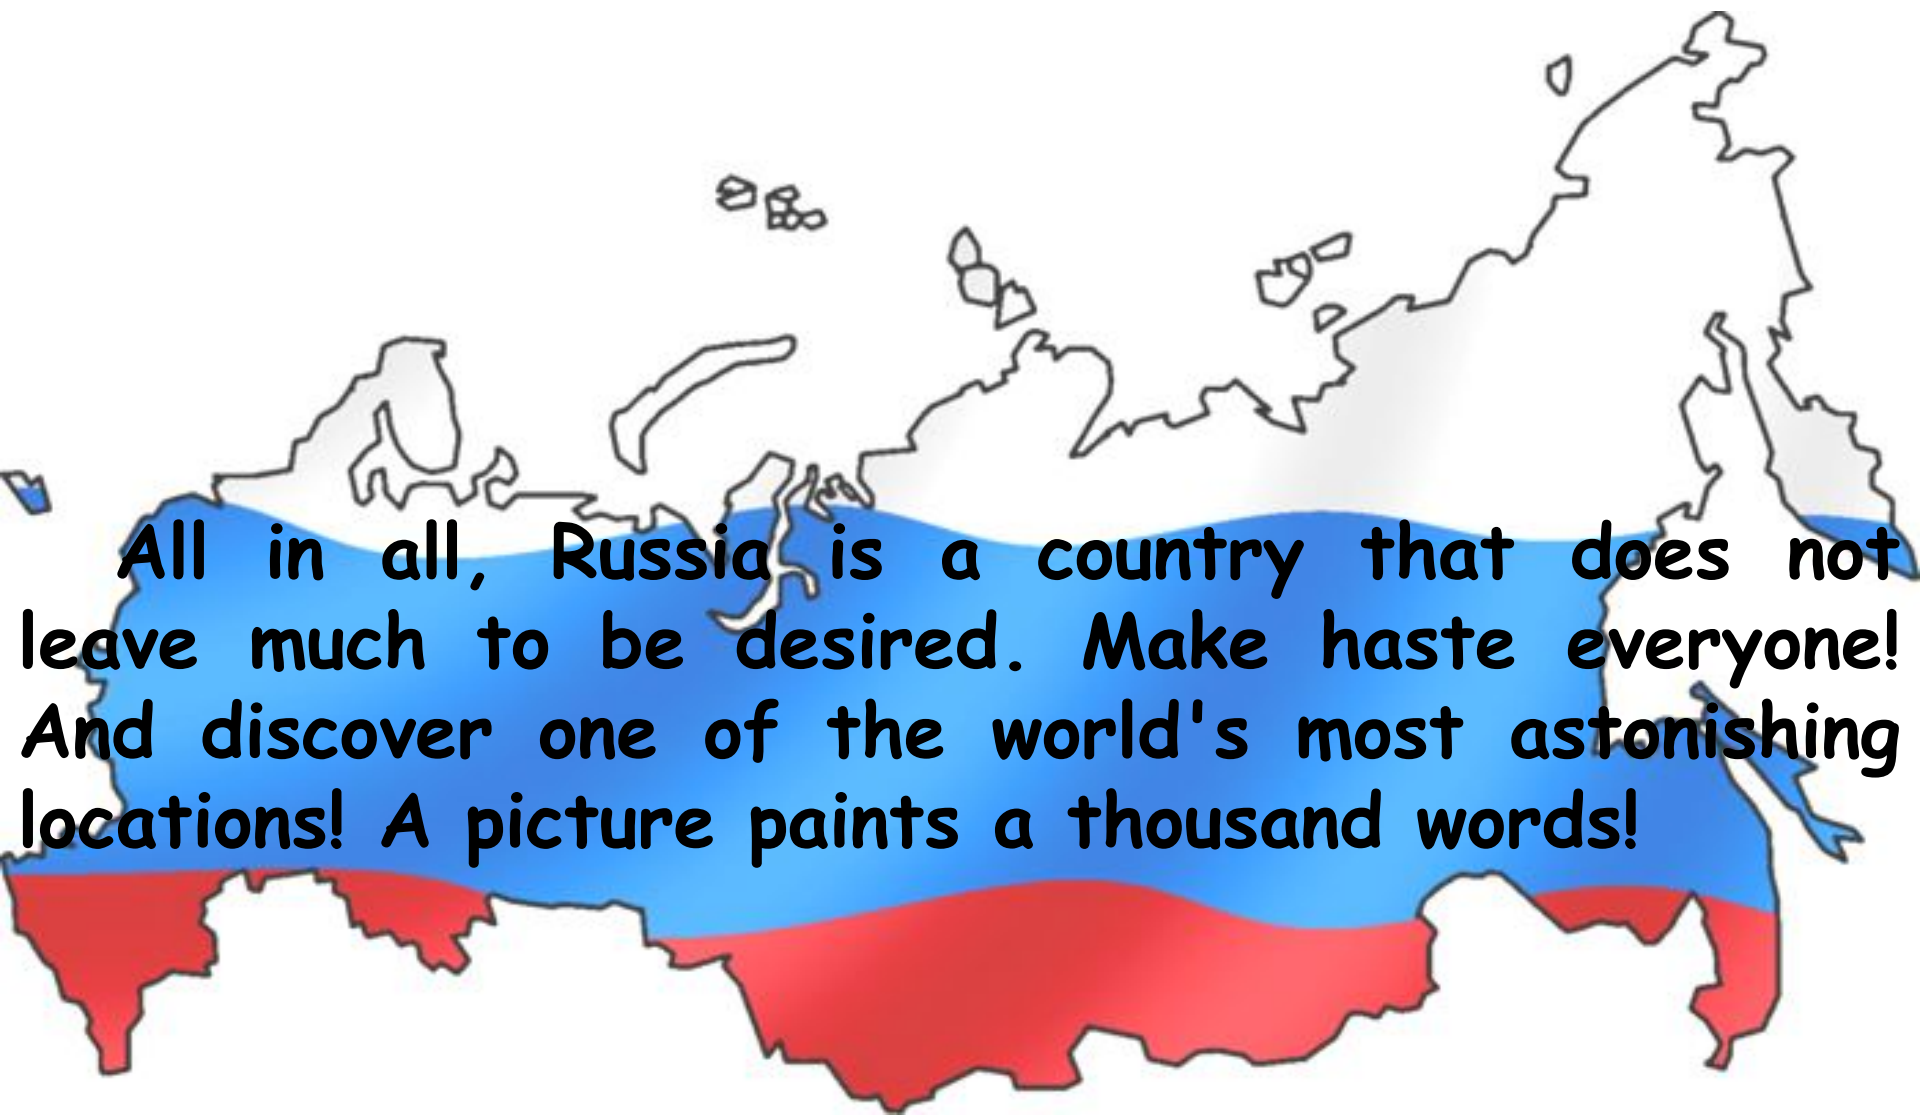 All in all, Russia is a country that does not
leave much to be desired. Make haste everyone!
And discover one of the world's most astonishing
locations! A picture paints a thousand words!